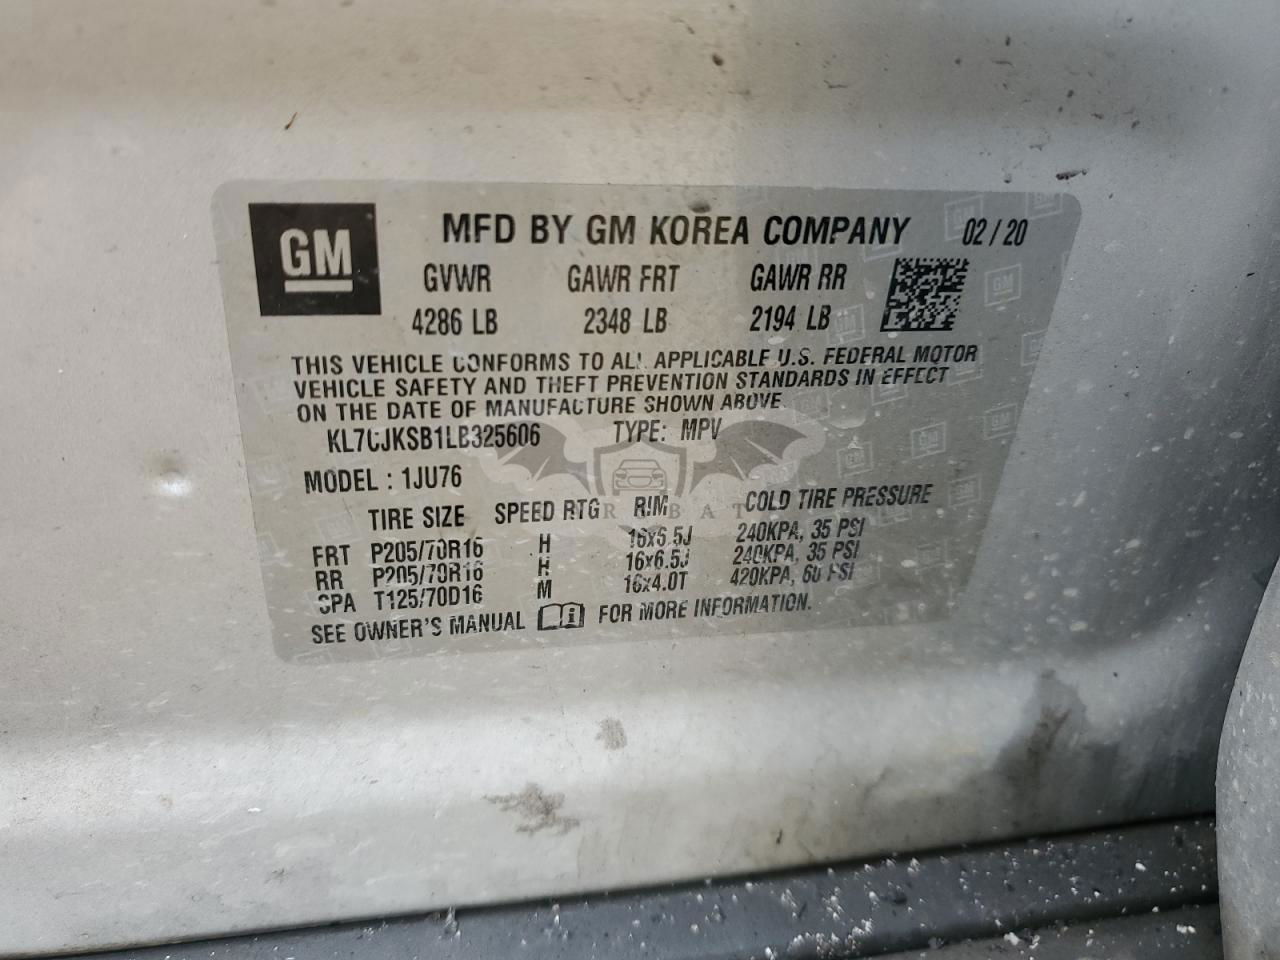 GM
MFD BY GM KOREA COMPANY 02/20
GVWR GAWR FRT GAWR RR
4286 LB 2348 LB 2194 LB
THIS VEHICLE CONFORMS TO ALL APPLICABLE U.S. FEDERAL MOTOR
VEHICLE SAFETY AND THEFT PREVENTION STANDARDS IN EFFECT
ON THE DATE OF MANUFACTURE SHOWN ABOVE.
KL7CJKSB1LB325606 TYPE: MPV
MODEL: 1JU76
TIRE SIZE SPEED RTG RIM COLD TIRE PRESSURE
FRT P205/70R16 H 16x6.5J 240KPA, 35 PSI
RR P205/70R16 H 16x6.5J 240KPA, 35 PSI
SPA T125/70D16 M 16x4.0T 420KPA, 60 PSI
SEE OWNER'S MANUAL FOR MORE INFORMATION.